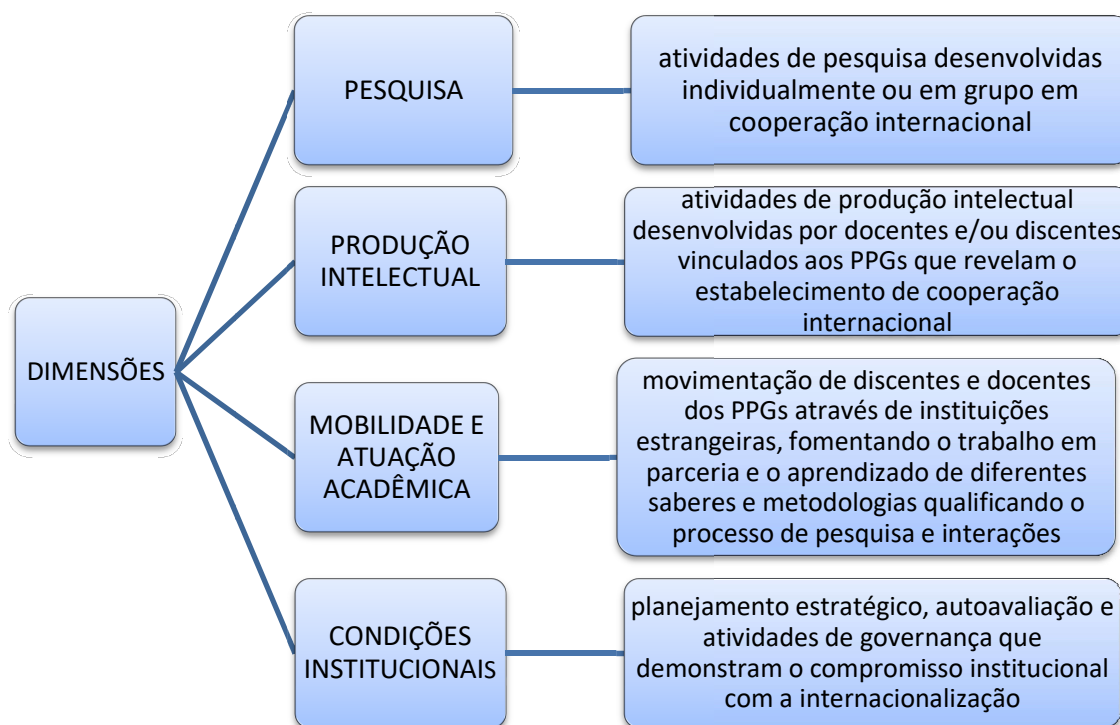 DIMENSÕES
PESQUISA
atividades de pesquisa desenvolvidas
individualmente ou em grupo em
cooperação internacional
PRODUÇÃO
INTELECTUAL
atividades de produção intelectual
desenvolvidas por docentes e/ou discentes
vinculados aos PPGs que revelam o
estabelecimento de cooperação
internacional
MOBILIDADE E
ATUAÇÃO
ACADÊMICA
movimentação de discentes e docentes
dos PPGs através de instituições
estrangeiras, fomentando o trabalho em
parceria e o aprendizado de diferentes
saberes e metodologias qualificando o
processo de pesquisa e interações
CONDIÇÕES
INSTITUCIONAIS
planejamento estratégico, autoavaliação e
atividades de governança que
demonstram o compromisso institucional
com a internacionalização